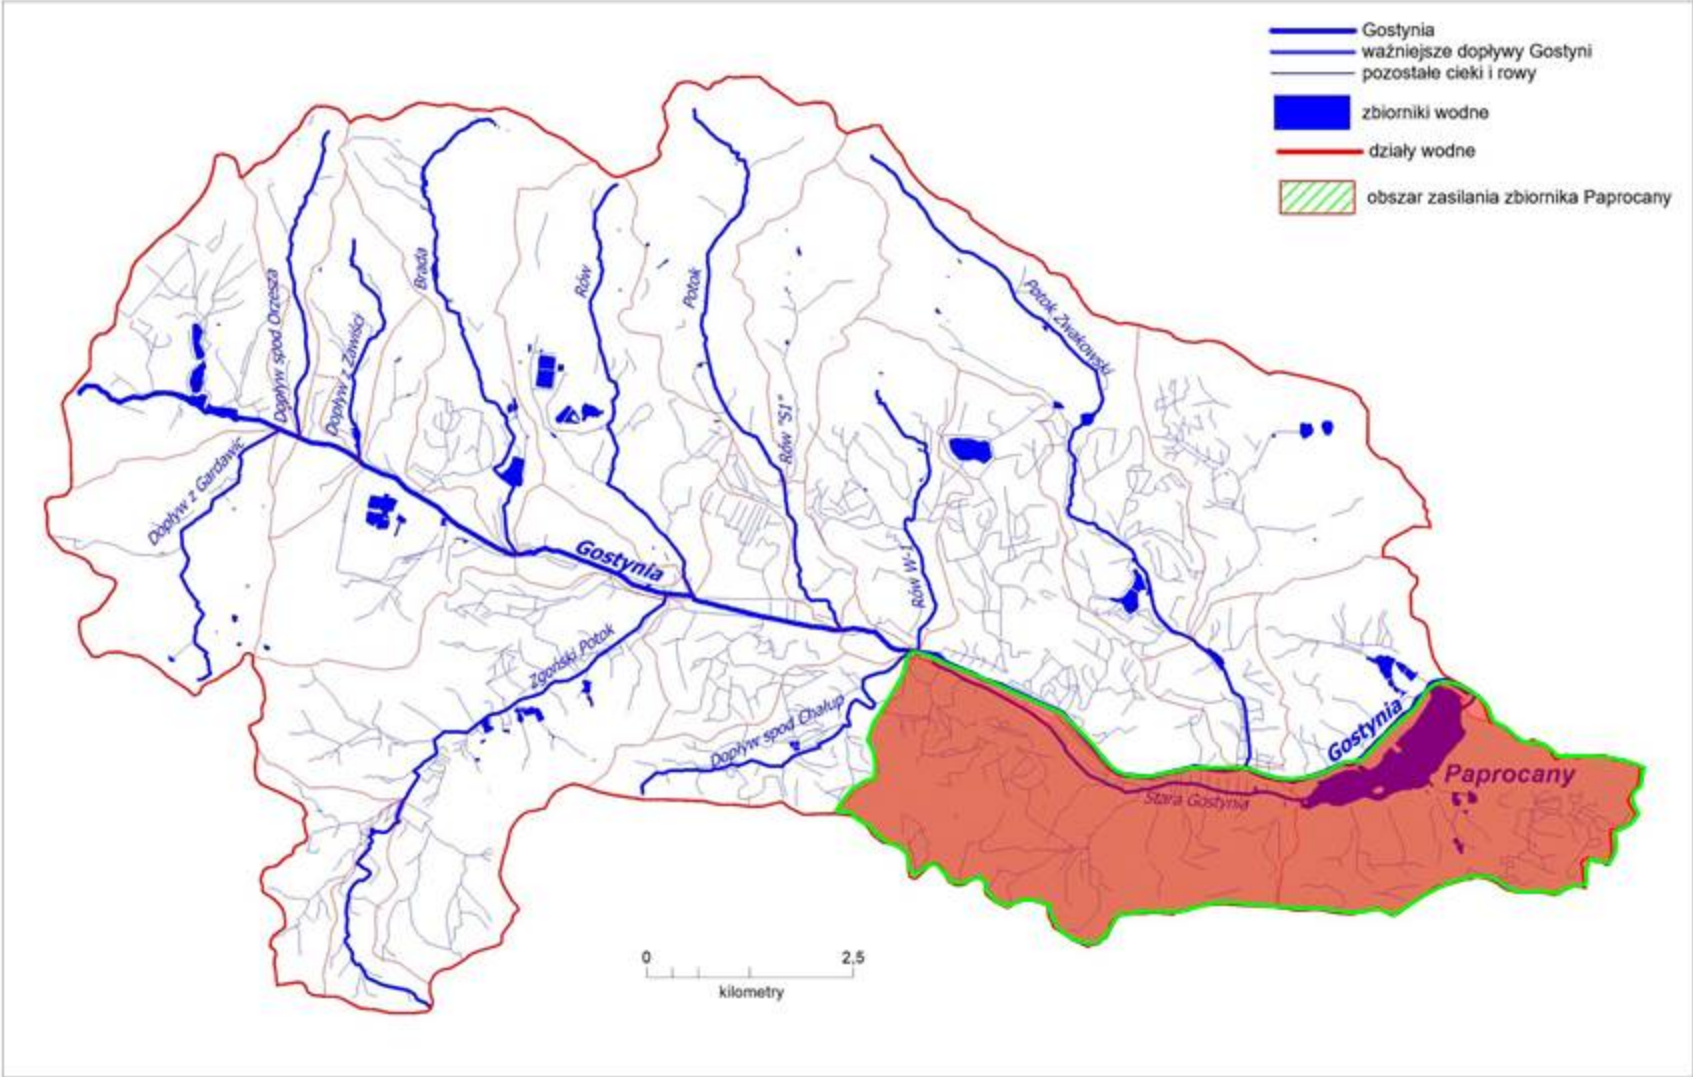 Gostynia
ważniejsze dopływy Gostyni
pozostałe cieki i rowy
zbiorniki wodne
działy wodne
obszar zasilania zbiornika Paprocany
Dopływ spod Orzesza
Dopływ z Zawiści
Brada
Rów
Potok
Potok Żwakowski
Rów "S1"
Dopływ z Gardawic
Gostynia
Rów W-1
Zgoński Potok
Dopływ spod Chałup
Gostynia
Paprocany
Stara Gostynia
0 2,5
kilometry